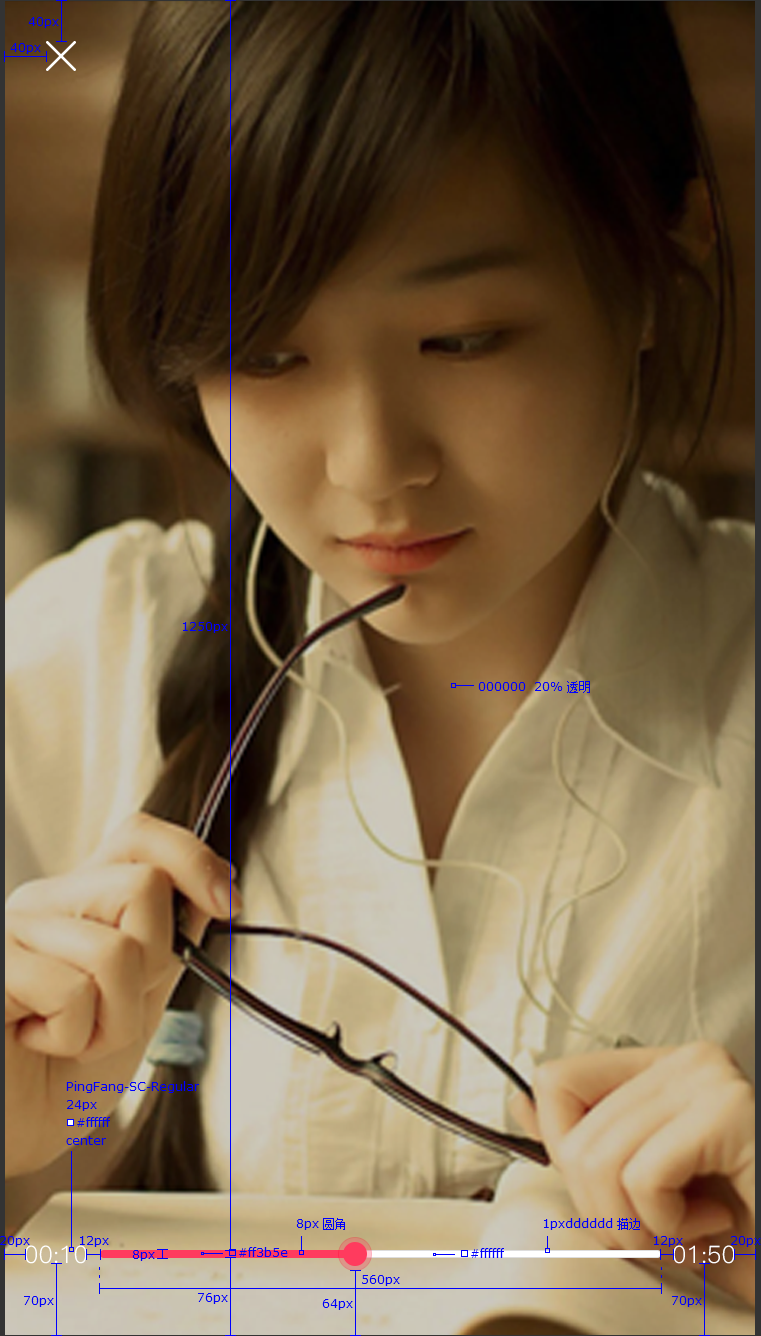 40px
40px
1250px
000000 20% 透明
PingFang-SC-Regular
24px
#ffffff
center
8px 圆角
1pxdddddd 描边
20px
12px
12px
20px
00:10
8px
#ff3b5e
#ffffff
01:50
560px
76px
64px
70px
70px